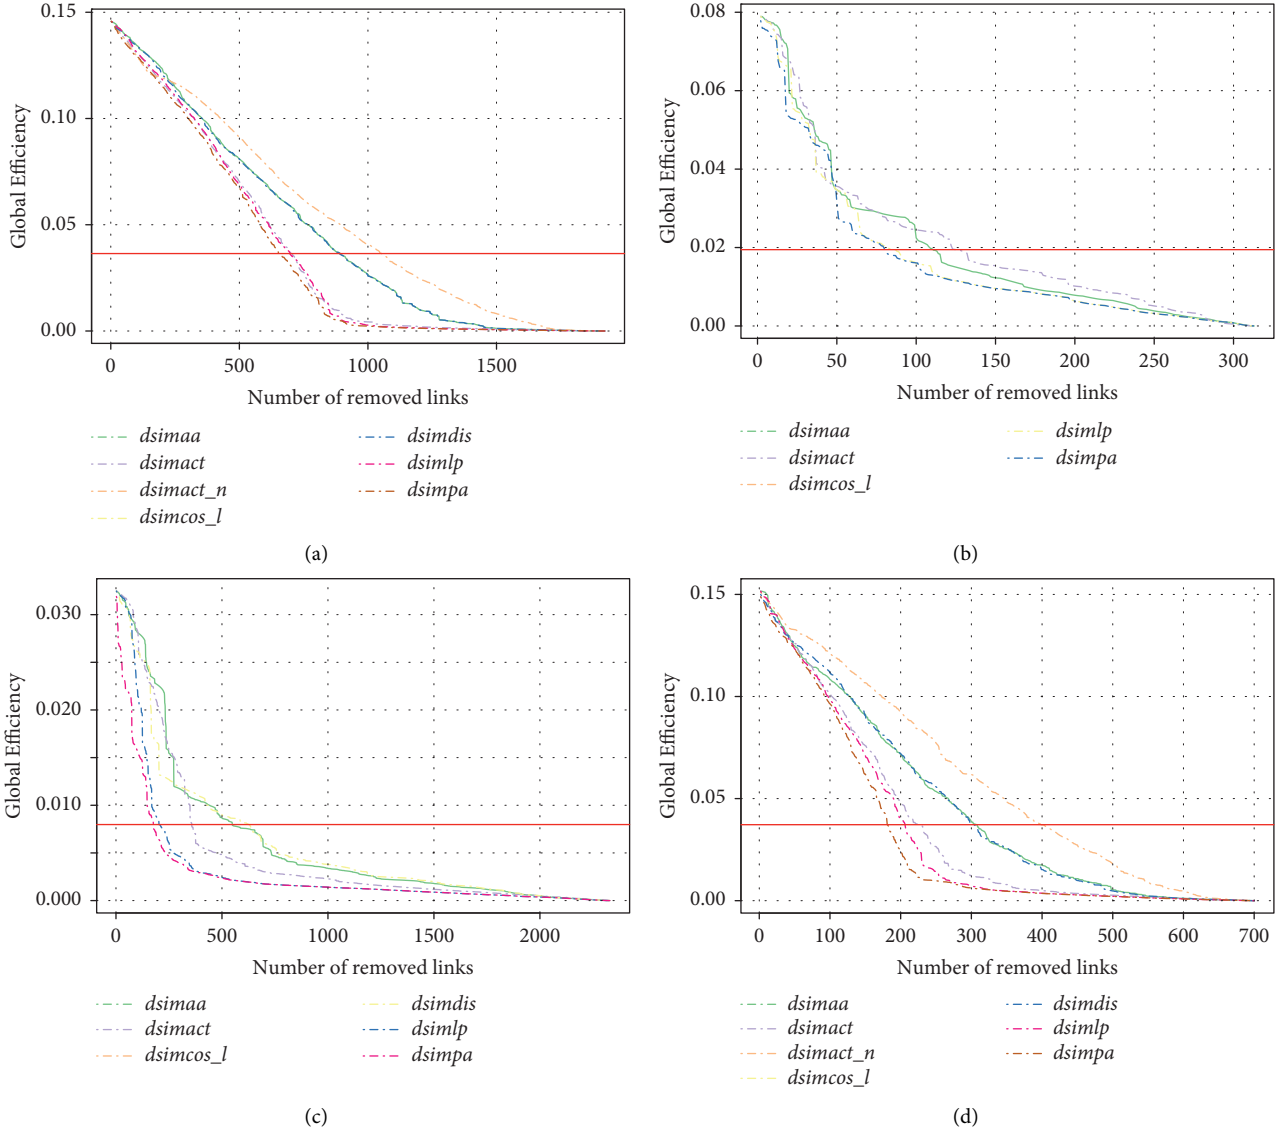 0.15
0.10
0.05
0.00
Global Efficiency
0 500 1000 1500
Number of removed links
dsimaa dsimdis
dsimact dsimlp
dsimact_n dsimpa
dsimcos_l
(a)
0.08
0.06
0.04
0.02
0.00
Global Efficiency
0 50 100 150 200 250 300
Number of removed links
dsimaa dsimlp
dsimact dsimpa
dsimcos_l
(b)
0.030
0.020
0.010
0.000
Global Efficiency
0 500 1000 1500 2000
Number of removed links
dsimaa dsimdis
dsimact dsimlp
dsimcos_l dsimpa
(c)
0.15
0.10
0.05
0.00
Global Efficiency
0 100 200 300 400 500 600 700
Number of removed links
dsimaa dsimdis
dsimact dsimlp
dsimact_n dsimpa
dsimcos_l
(d)